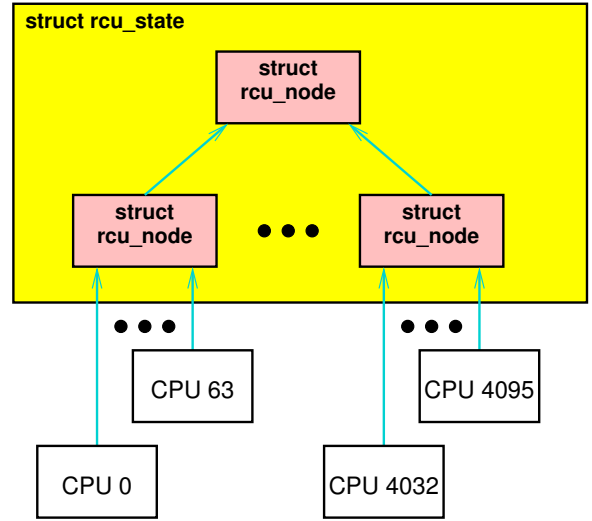 struct rcu_state
struct
rcu_node
struct
rcu_node
struct
rcu_node
CPU 63
CPU 4095
CPU 0
CPU 4032